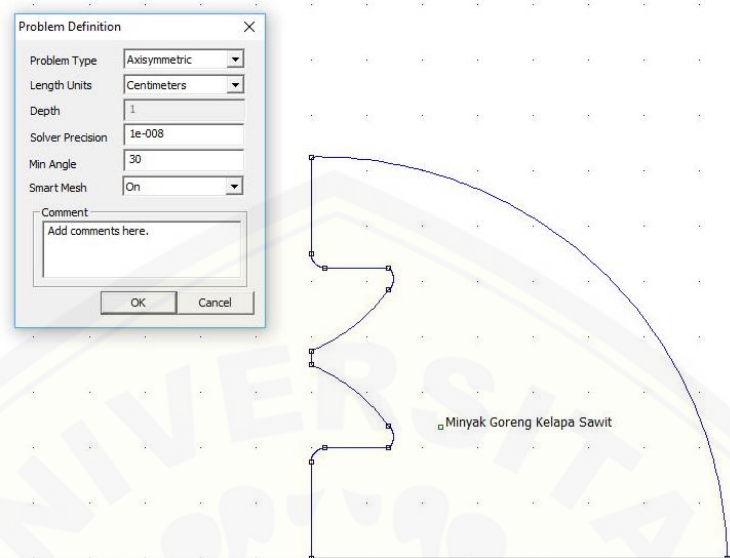 Problem Definition
Problem Type Axisymmetric
Length Units Centimeters
Depth 1
Solver Precision 1e-008
Min Angle 30
Smart Mesh On
Comment
Add comments here.
OK Cancel
Minyak Goreng Kelapa Sawit
UNIVERSITA